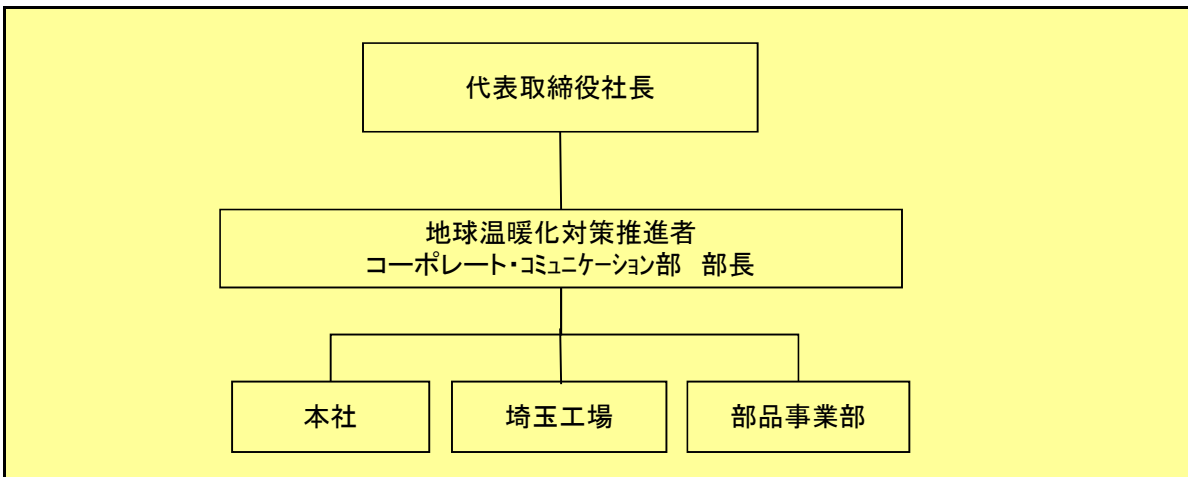 代表取締役社長
地球温暖化対策推進者
コーポレート・ｺﾐｭﾆｹｰｼｮﾝ部　部長
本社
埼玉工場
部品事業部